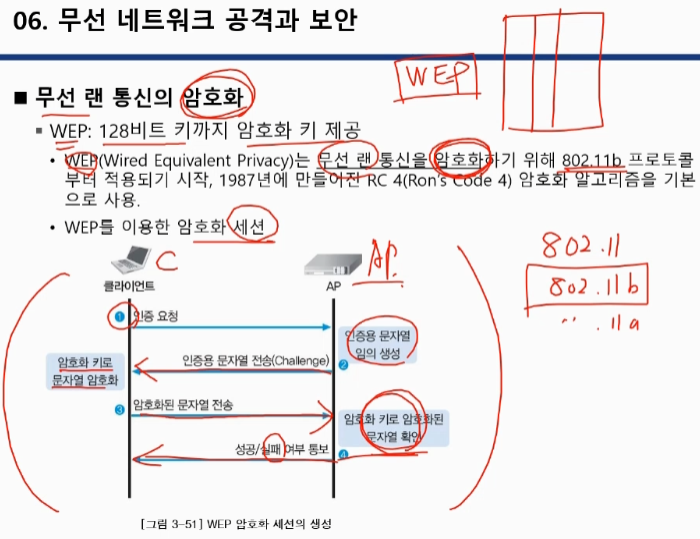 06. 무선 네트워크 공격과 보안
WEP
■ 무선 랜 통신의 암호화
▪ WEP: 128비트 키까지 암호화 키 제공
• WEP(Wired Equivalent Privacy)는 무선 랜 통신을 암호화하기 위해 802.11b 프로토콜
부터 적용되기 시작, 1987년에 만들어진 RC 4(Ron's Code 4) 암호화 알고리즘을 기본
으로 사용.
• WEP를 이용한 암호화 세션
802.11
802.11b
.11a
C
AP.
클라이언트
AP
1 인증 요청
인증용 문자열
임의 생성
2
인증용 문자열 전송(Challenge)
암호화 키로
문자열 암호화
3 암호화된 문자열 전송
암호화 키로 암호화된
문자열 확인
4
성공/실패 여부 통보
[그림 3-51] WEP 암호화 세션의 생성